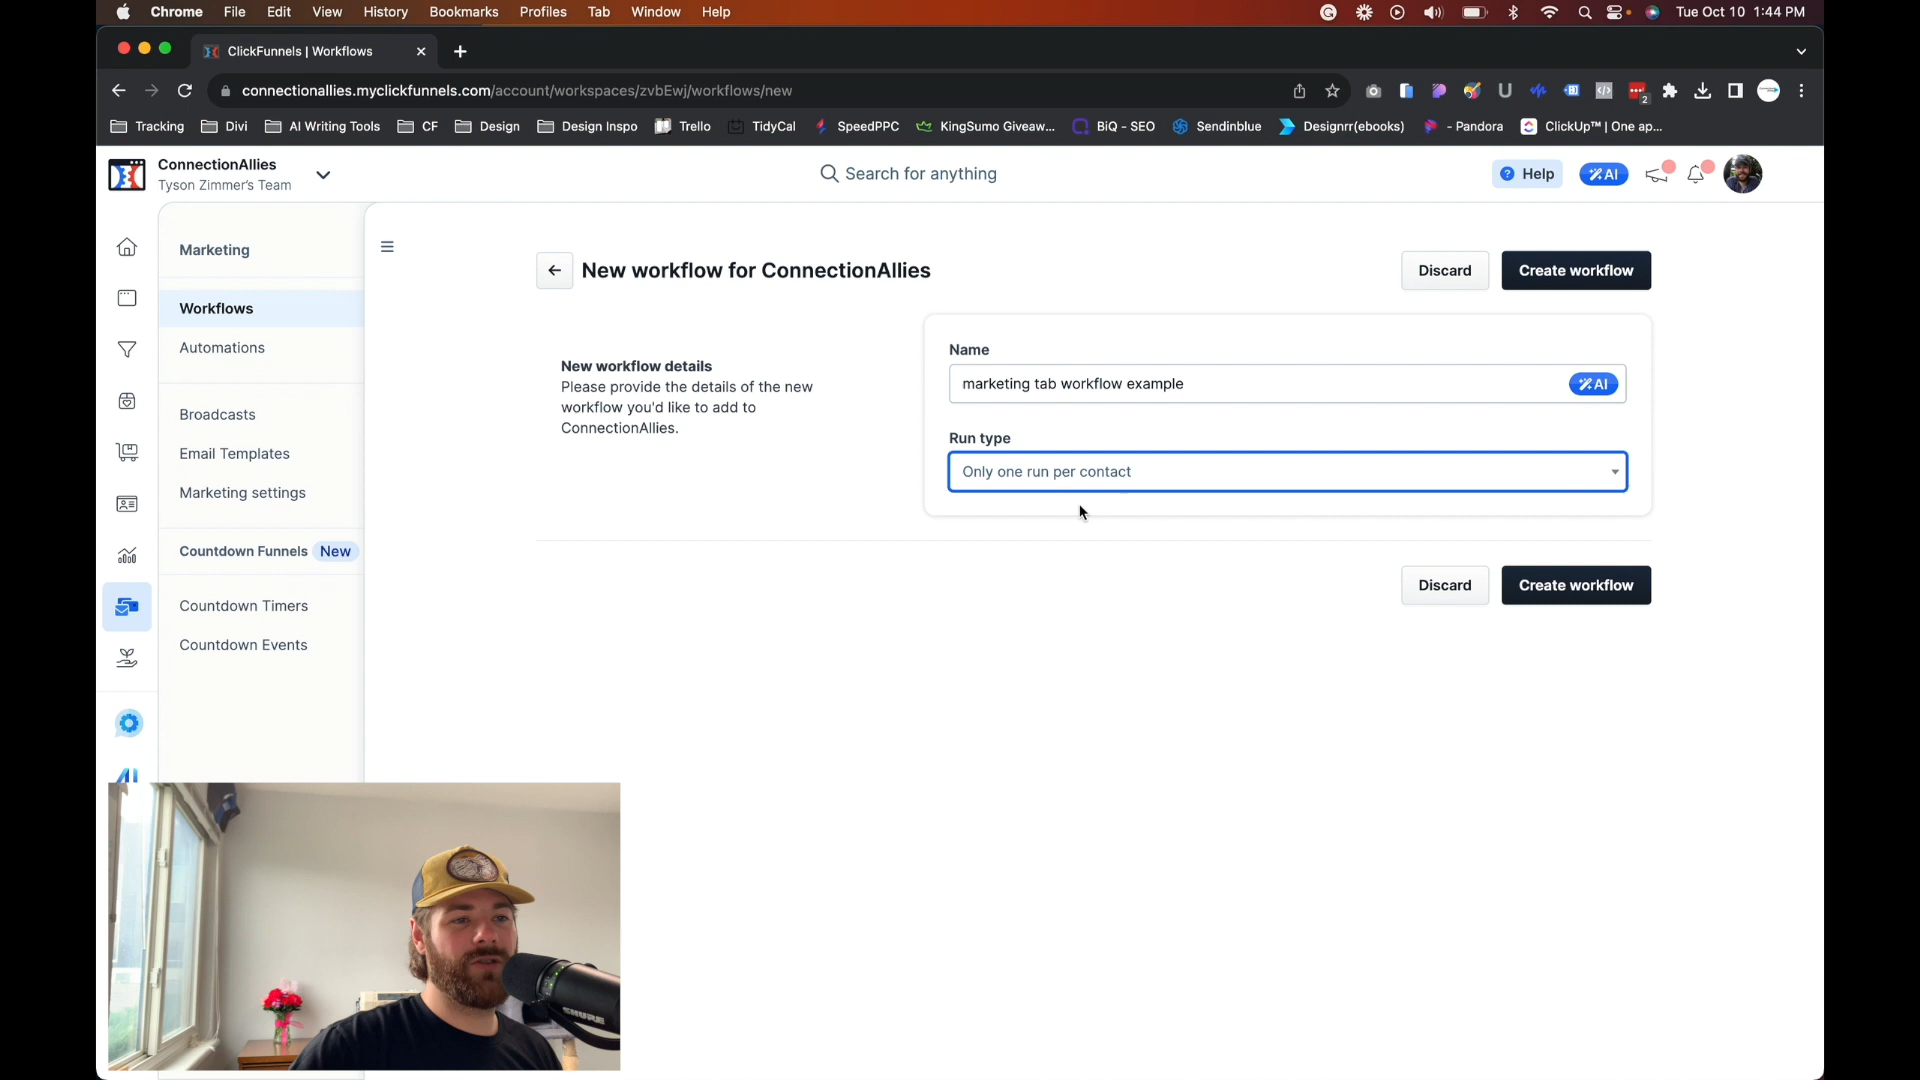 Chrome File Edit View History Bookmarks Profiles Tab Window Help Tue Oct 10 1:44 PM
ClickFunnels | Workflows
connectionallies.myclickfunnels.com/account/workspaces/zvbEwj/workflows/new
2
Tracking Divi AI Writing Tools CF Design Design Inspo Trello TidyCal SpeedPPC KingSumo Giveaw... BiQ - SEO Sendinblue Designrr(ebooks) - Pandora ClickUp™ | One ap...
ConnectionAllies
Tyson Zimmer's Team
Search for anything
Help
AI
Marketing
Workflows
Automations
Broadcasts
Email Templates
Marketing settings
Countdown Funnels New
Countdown Timers
Countdown Events
AI
New workflow for ConnectionAllies
Discard
Create workflow
New workflow details
Please provide the details of the new
workflow you'd like to add to
ConnectionAllies.
Name
marketing tab workflow example
AI
Run type
Only one run per contact
Discard
Create workflow
SHURE